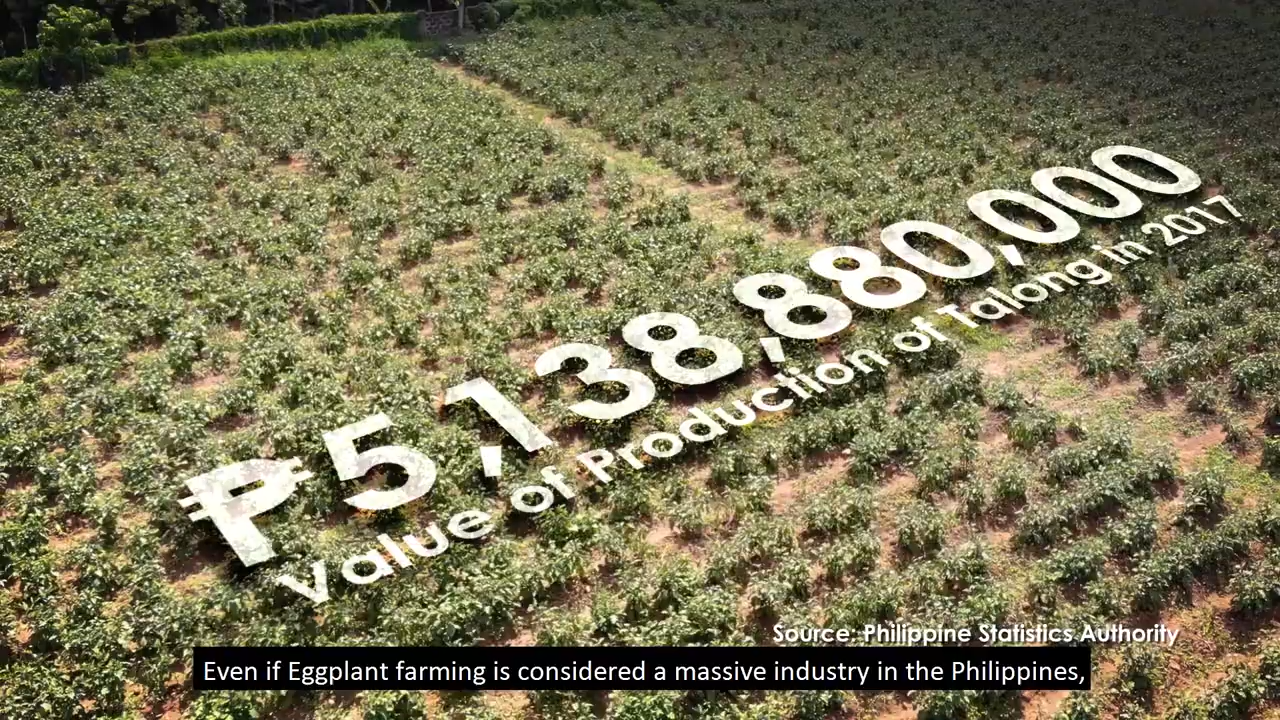 ₱5,138,880,000
Value of Production of Talong in 2017
Source: Philippine Statistics Authority
Even if Eggplant farming is considered a massive industry in the Philippines,